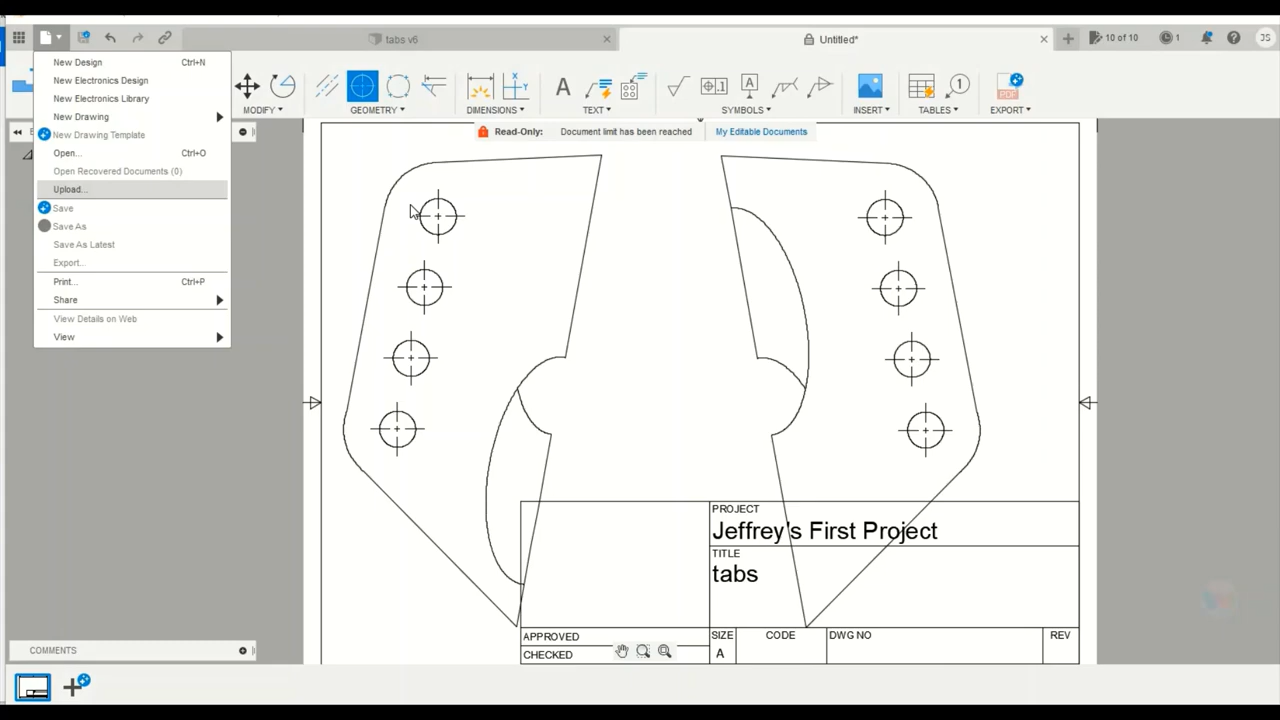 tabs v6
Untitled*
10 of 10
1
JS
New Design Ctrl+N
New Electronics Design
New Electronics Library
New Drawing
New Drawing Template
Open... Ctrl+O
Open Recovered Documents (0)
Upload...
Save
Save As
Save As Latest
Export...
Print... Ctrl+P
Share
View Details on Web
View
MODIFY
GEOMETRY
DIMENSIONS
TEXT
SYMBOLS
INSERT
TABLES
EXPORT
Read-Only: Document limit has been reached My Editable Documents
PROJECT
Jeffrey's First Project
TITLE
tabs
APPROVED
CHECKED
SIZE
A
CODE
DWG NO
REV
COMMENTS